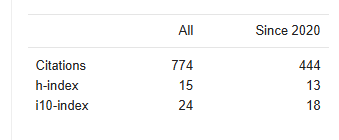 All Since 2020
Citations 774 444
h-index 15 13
i10-index 24 18